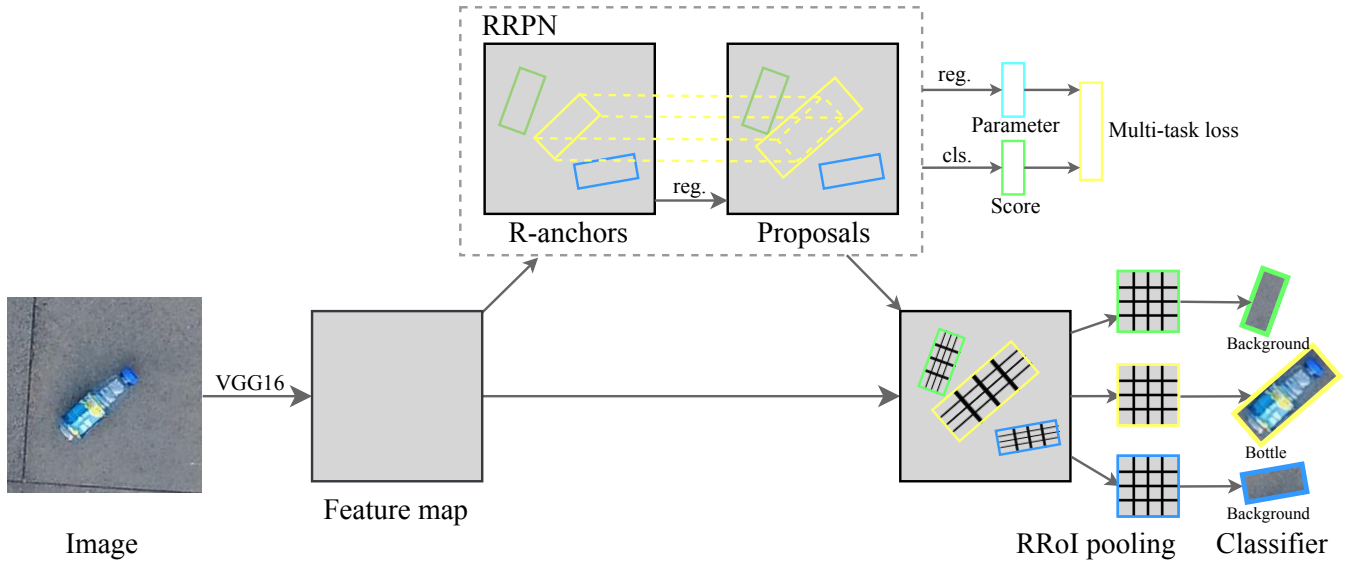 RRPN
reg.
Parameter
Multi-task loss
cls.
Score
reg.
R-anchors
Proposals
VGG16
Background
Bottle
Background
Feature map
Image
RRoI pooling
Classifier